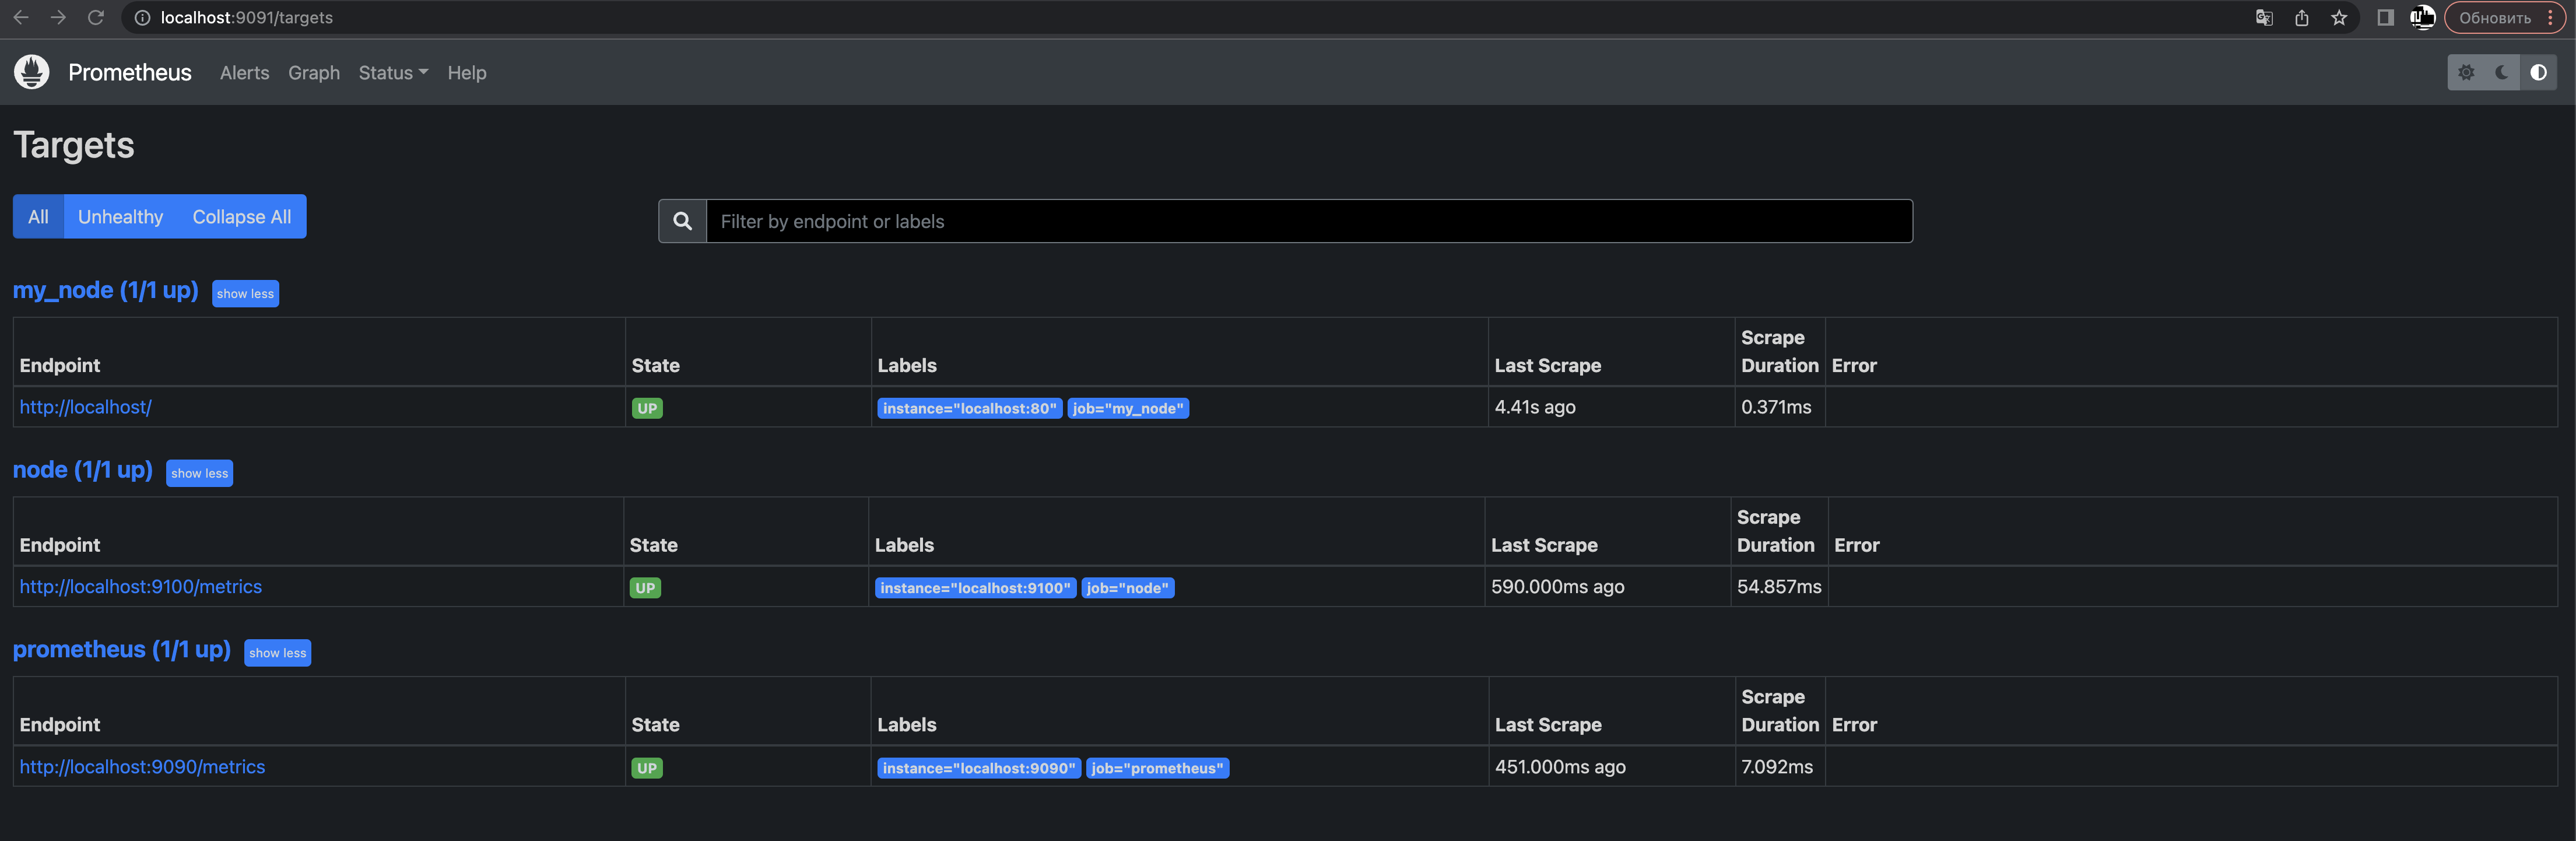 localhost:9091/targets
Обновить
Prometheus Alerts Graph Status Help
Targets
All Unhealthy Collapse All
Filter by endpoint or labels
my_node (1/1 up) show less
Endpoint State Labels Last Scrape Scrape Duration Error
http://localhost/ UP instance="localhost:80" job="my_node" 4.41s ago 0.371ms
node (1/1 up) show less
Endpoint State Labels Last Scrape Scrape Duration Error
http://localhost:9100/metrics UP instance="localhost:9100" job="node" 590.000ms ago 54.857ms
prometheus (1/1 up) show less
Endpoint State Labels Last Scrape Scrape Duration Error
http://localhost:9090/metrics UP instance="localhost:9090" job="prometheus" 451.000ms ago 7.092ms